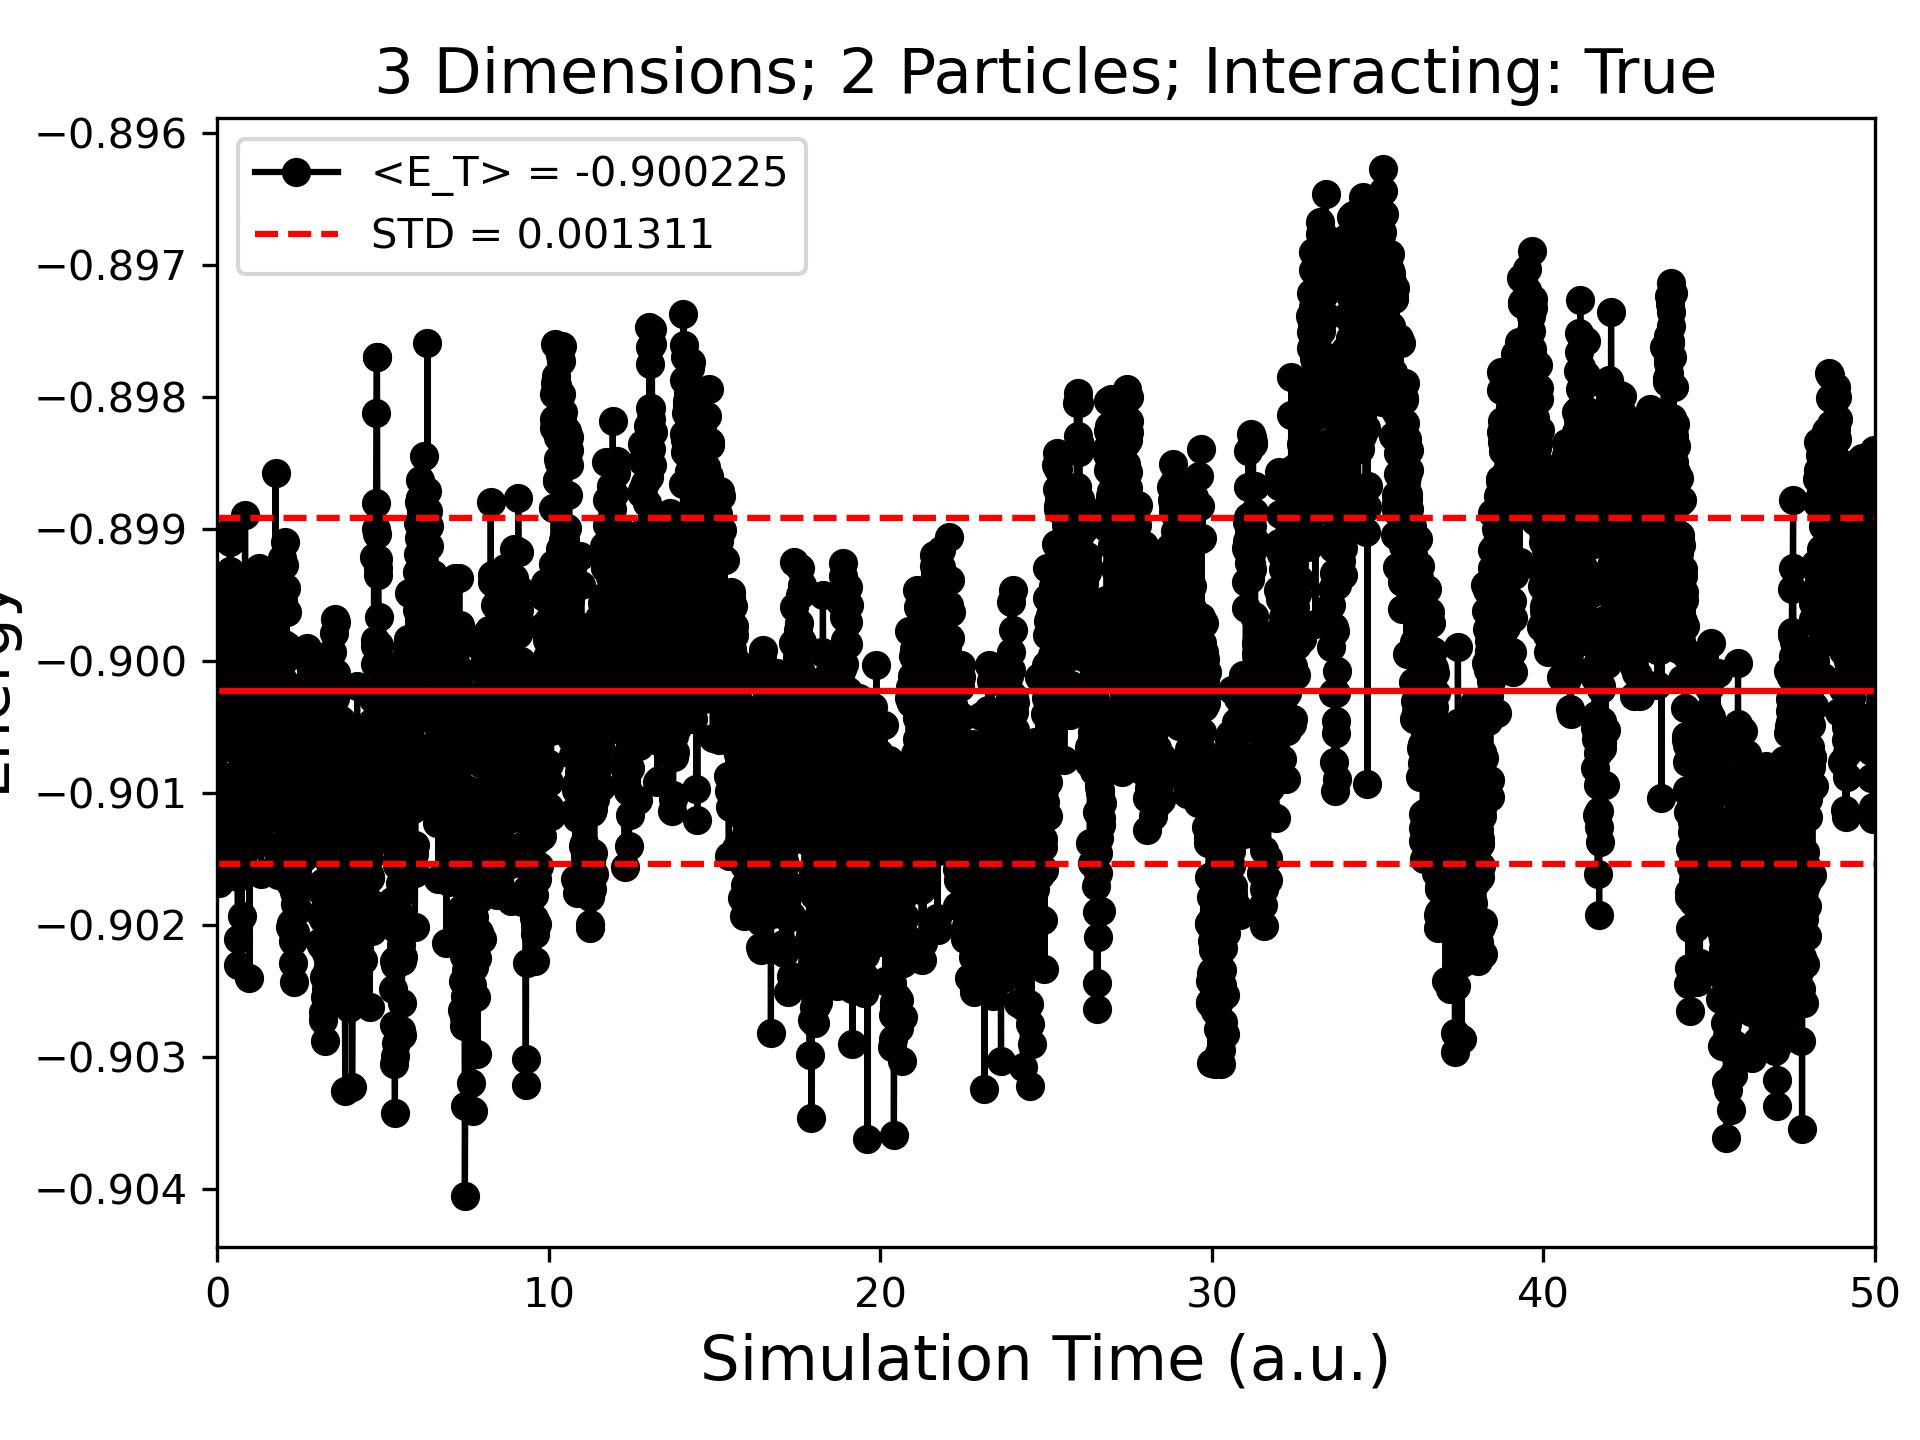 3 Dimensions; 2 Particles; Interacting: True
<E_T> = -0.900225
STD = 0.001311
−0.896
−0.897
−0.898
−0.899
−0.900
−0.901
−0.902
−0.903
−0.904
Energy
0 10 20 30 40 50
Simulation Time (a.u.)